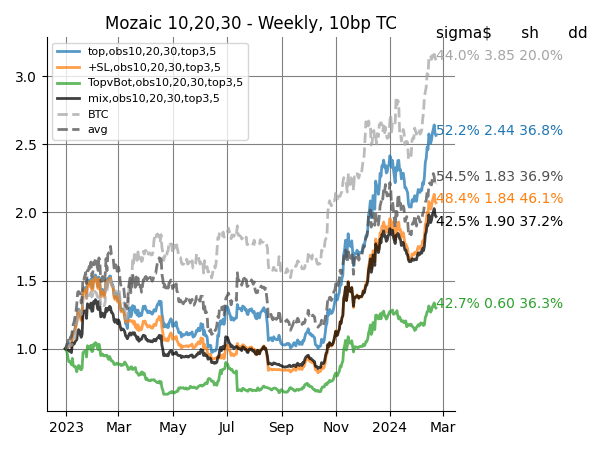 Mozaic 10,20,30 - Weekly, 10bp TC
sigma$ sh dd
top,obs10,20,30,top3,5
+SL,obs10,20,30,top3,5
TopvBot,obs10,20,30,top3,5
mix,obs10,20,30,top3,5
BTC
avg
44.0% 3.85 20.0%
52.2% 2.44 36.8%
54.5% 1.83 36.9%
48.4% 1.84 46.1%
42.5% 1.90 37.2%
42.7% 0.60 36.3%
3.0
2.5
2.0
1.5
1.0
2023 Mar May Jul Sep Nov 2024 Mar